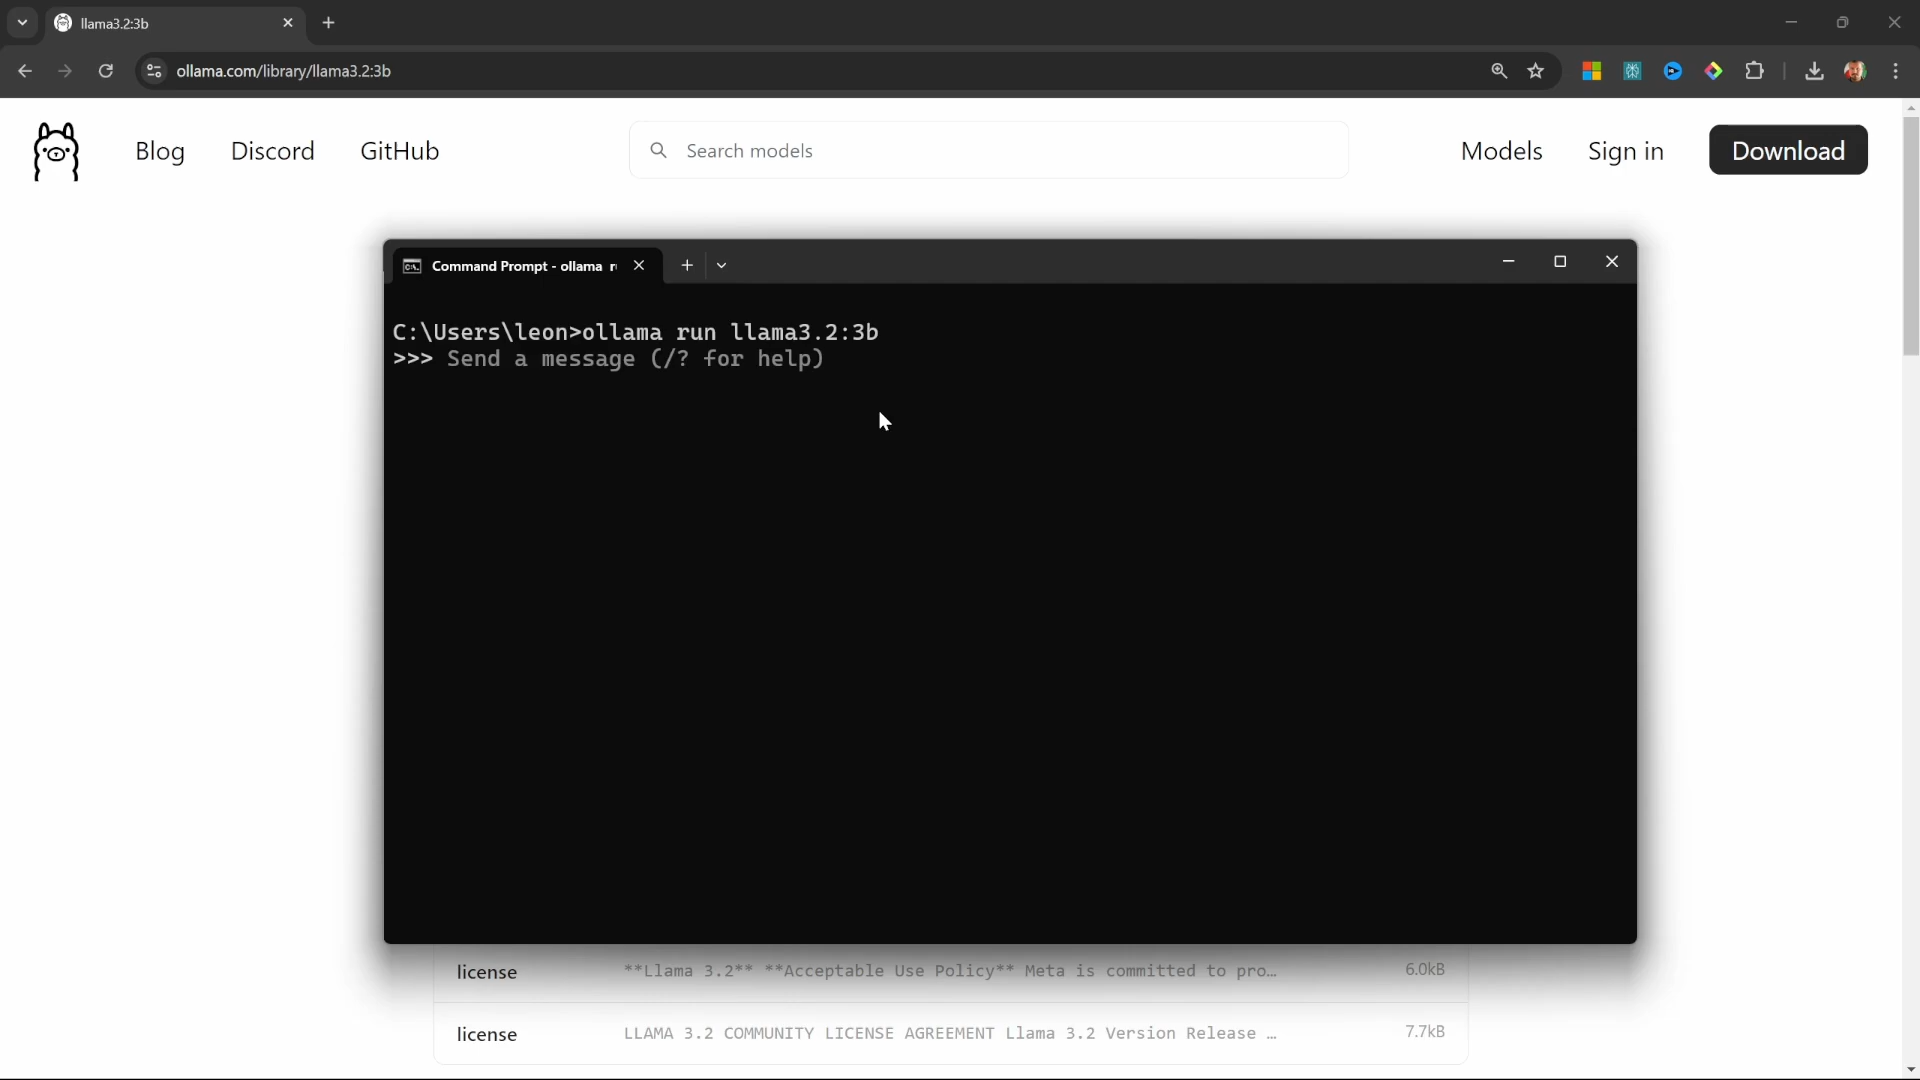 llama3.2:3b
ollama.com/library/llama3.2:3b
Blog Discord GitHub Search models Models Sign in Download
Command Prompt - ollama r
C:\Users\leon>ollama run llama3.2:3b
>>> Send a message (/? for help)
license **Llama 3.2** **Acceptable Use Policy** Meta is committed to pro… 6.0kB
license LLAMA 3.2 COMMUNITY LICENSE AGREEMENT Llama 3.2 Version Release … 7.7kB